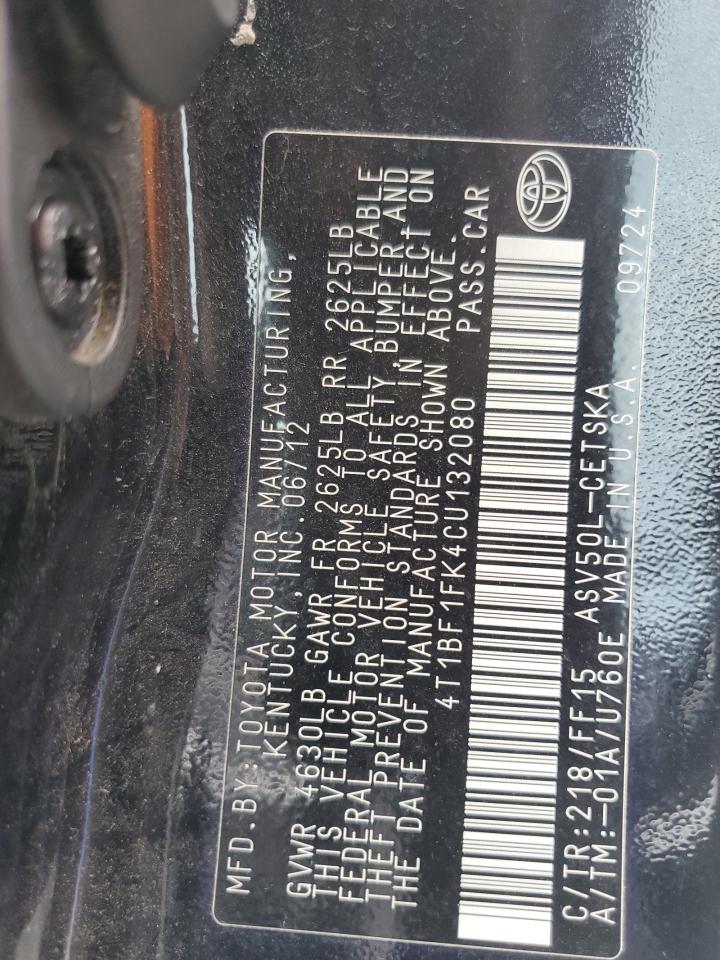 MFD.BY:TOYOTA MOTOR MANUFACTURING,
KENTUCKY,INC.06/12
GVWR 4630LB GAWR FR 2625LB RR 2625LB
THIS VEHICLE CONFORMS TO ALL APPLICABLE
FEDERAL MOTOR VEHICLE SAFETY,BUMPER,AND
THEFT PREVENTION STANDARDS IN EFFECT ON
THE DATE OF MANUFACTURE SHOWN ABOVE.
4T1BF1FK4CU132080 PASS.CAR
C/TR:218/FF15 ASV50L-CETSKA
A/TM:-01A/U760E MADE IN U.S.A. 09724